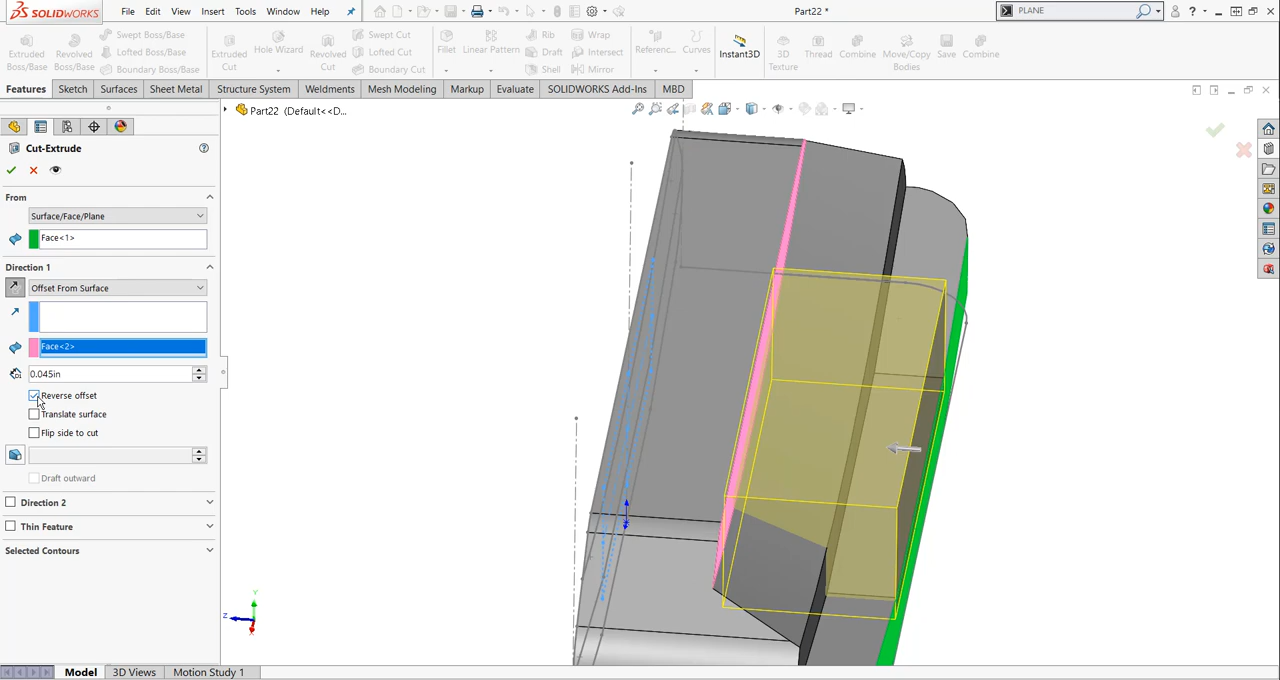 SOLIDWORKS File Edit View Insert Tools Window Help Part22 * PLANE
Extruded Boss/Base Revolved Boss/Base Swept Boss/Base Lofted Boss/Base Boundary Boss/Base Extruded Cut Hole Wizard Revolved Cut Swept Cut Lofted Cut Boundary Cut Fillet Linear Pattern Rib Draft Shell Wrap Intersect Mirror Referenc... Curves Instant3D 3D Texture Thread Combine Move/Copy Bodies Save Combine
Features Sketch Surfaces Sheet Metal Structure System Weldments Mesh Modeling Markup Evaluate SOLIDWORKS Add-Ins MBD
Part22 (Default<<D...
Cut-Extrude
From
Surface/Face/Plane
Face<1>
Direction 1
Offset From Surface
Face<2>
0.045in
Reverse offset
Translate surface
Flip side to cut
Draft outward
Direction 2
Thin Feature
Selected Contours
Y
Z
X
Model 3D Views Motion Study 1